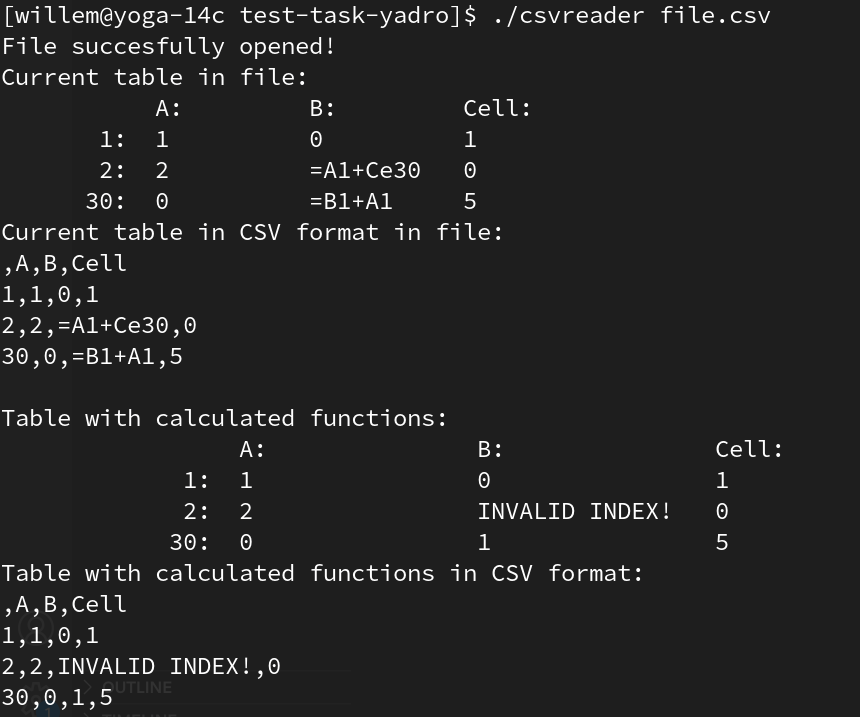 [willem@yoga-14c test-task-yadro]$ ./csvreader file.csv
File succesfully opened!
Current table in file:
A: B: Cell:
1: 1 0 1
2: 2 =A1+Ce30 0
30: 0 =B1+A1 5
Current table in CSV format in file:
,A,B,Cell
1,1,0,1
2,2,=A1+Ce30,0
30,0,=B1+A1,5
Table with calculated functions:
A: B: Cell:
1: 1 0 1
2: 2 INVALID INDEX! 0
30: 0 1 5
Table with calculated functions in CSV format:
,A,B,Cell
1,1,0,1
2,2,INVALID INDEX!,0
OUTLINE
30,0,1,5